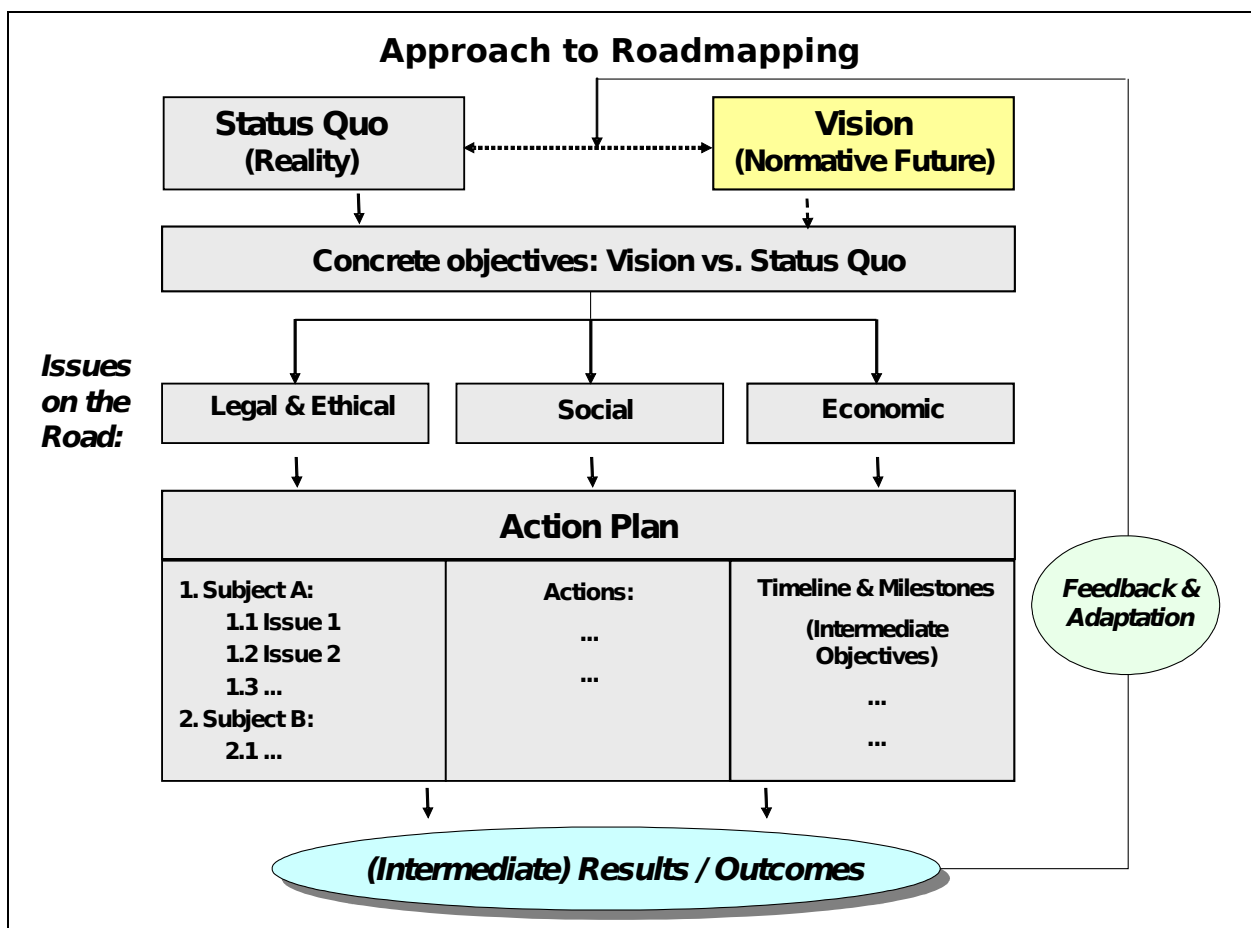 Approach to Roadmapping
Status Quo
(Reality)
Vision
(Normative Future)
Concrete objectives: Vision vs. Status Quo
Issues
on the
Road:
Legal & Ethical
Social
Economic
Action Plan
1. Subject A:
1.1 Issue 1
1.2 Issue 2
1.3 ...
2. Subject B:
2.1 ...
Actions:
...
...
Timeline & Milestones
(Intermediate
Objectives)
...
...
Feedback &
Adaptation
(Intermediate) Results / Outcomes